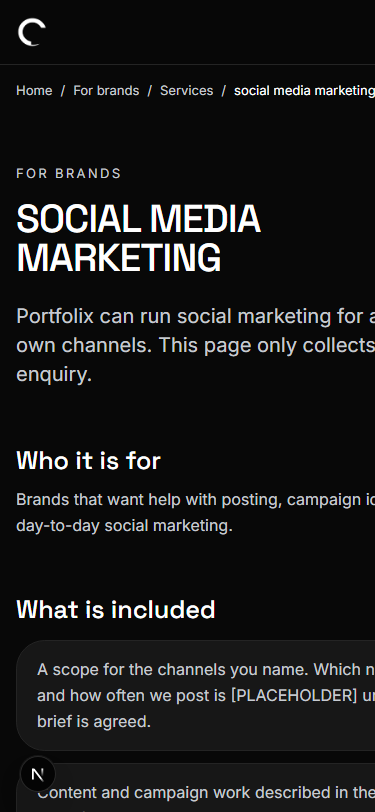 Home / For brands / Services / social media marketing
FOR BRANDS
SOCIAL MEDIA
MARKETING
Portfolix can run social marketing for
own channels. This page only collects
enquiry.
Who it is for
Brands that want help with posting, campaign
day-to-day social marketing.
What is included
A scope for the channels you name. Which
and how often we post is [PLACEHOLDER]
brief is agreed.
N
Content and campaign work described in the